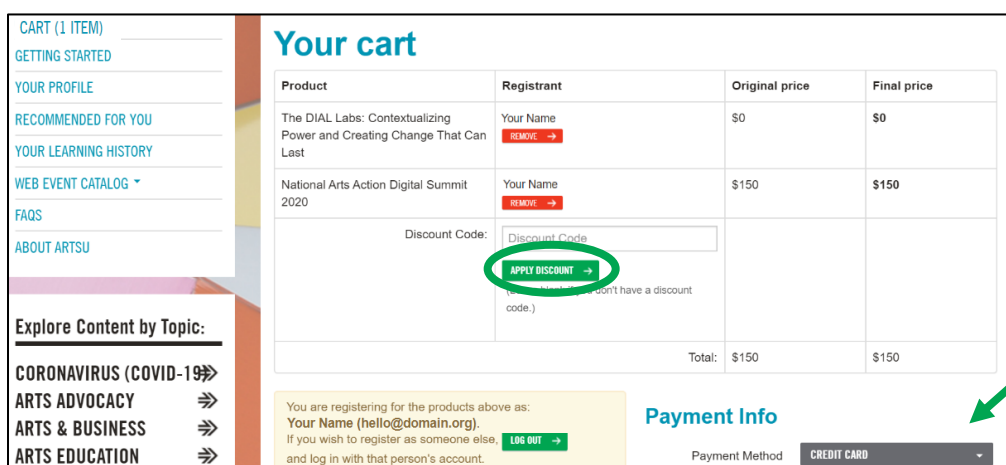 CART (1 ITEM)
GETTING STARTED
YOUR PROFILE
RECOMMENDED FOR YOU
YOUR LEARNING HISTORY
WEB EVENT CATALOG
FAQS
ABOUT ARTSU
Explore Content by Topic:
CORONAVIRUS (COVID-19)
ARTS ADVOCACY
ARTS & BUSINESS
ARTS EDUCATION
Your cart
Product Registrant Original price Final price
The DIAL Labs: Contextualizing
Power and Creating Change That Can
Last
Your Name
REMOVE
$0 $0
National Arts Action Digital Summit
2020
Your Name
REMOVE
$150 $150
Discount Code:
Discount Code
APPLY DISCOUNT
don't have a discount
code.)
Total: $150 $150
You are registering for the products above as:
Your Name (hello@domain.org).
If you wish to register as someone else, LOG OUT
and log in with that person's account.
Payment Info
Payment Method CREDIT CARD